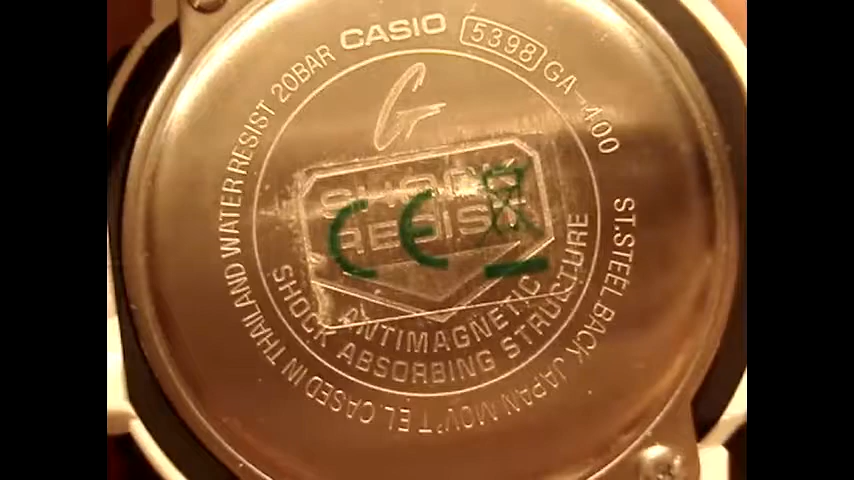 CASIO 5398 GA-400
WATER RESIST 20BAR
ST.STEEL BACK JAPAN MOV'T EL.CASED IN THAILAND
G
SHOCK
RESIST
CE
ANTIMAGNETIC
SHOCK ABSORBING STRUCTURE